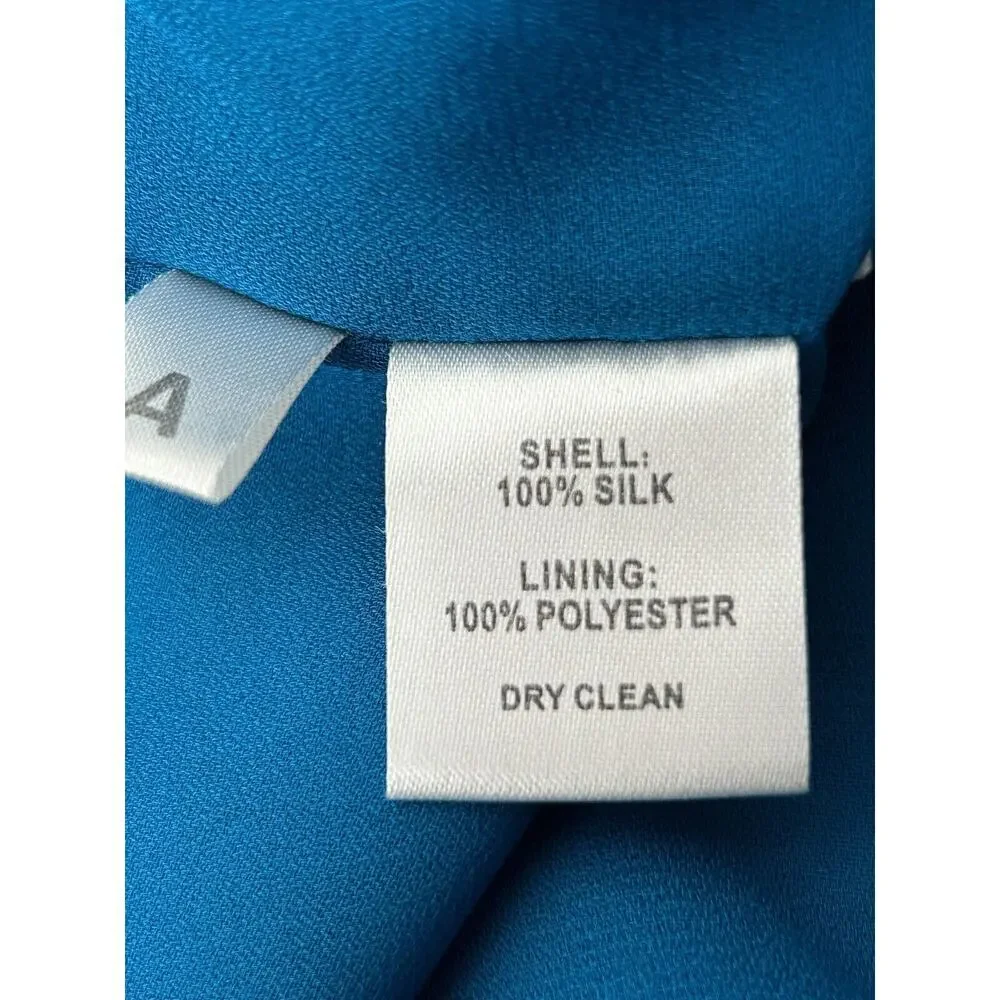 A
SHELL:
100% SILK
LINING:
100% POLYESTER
DRY CLEAN